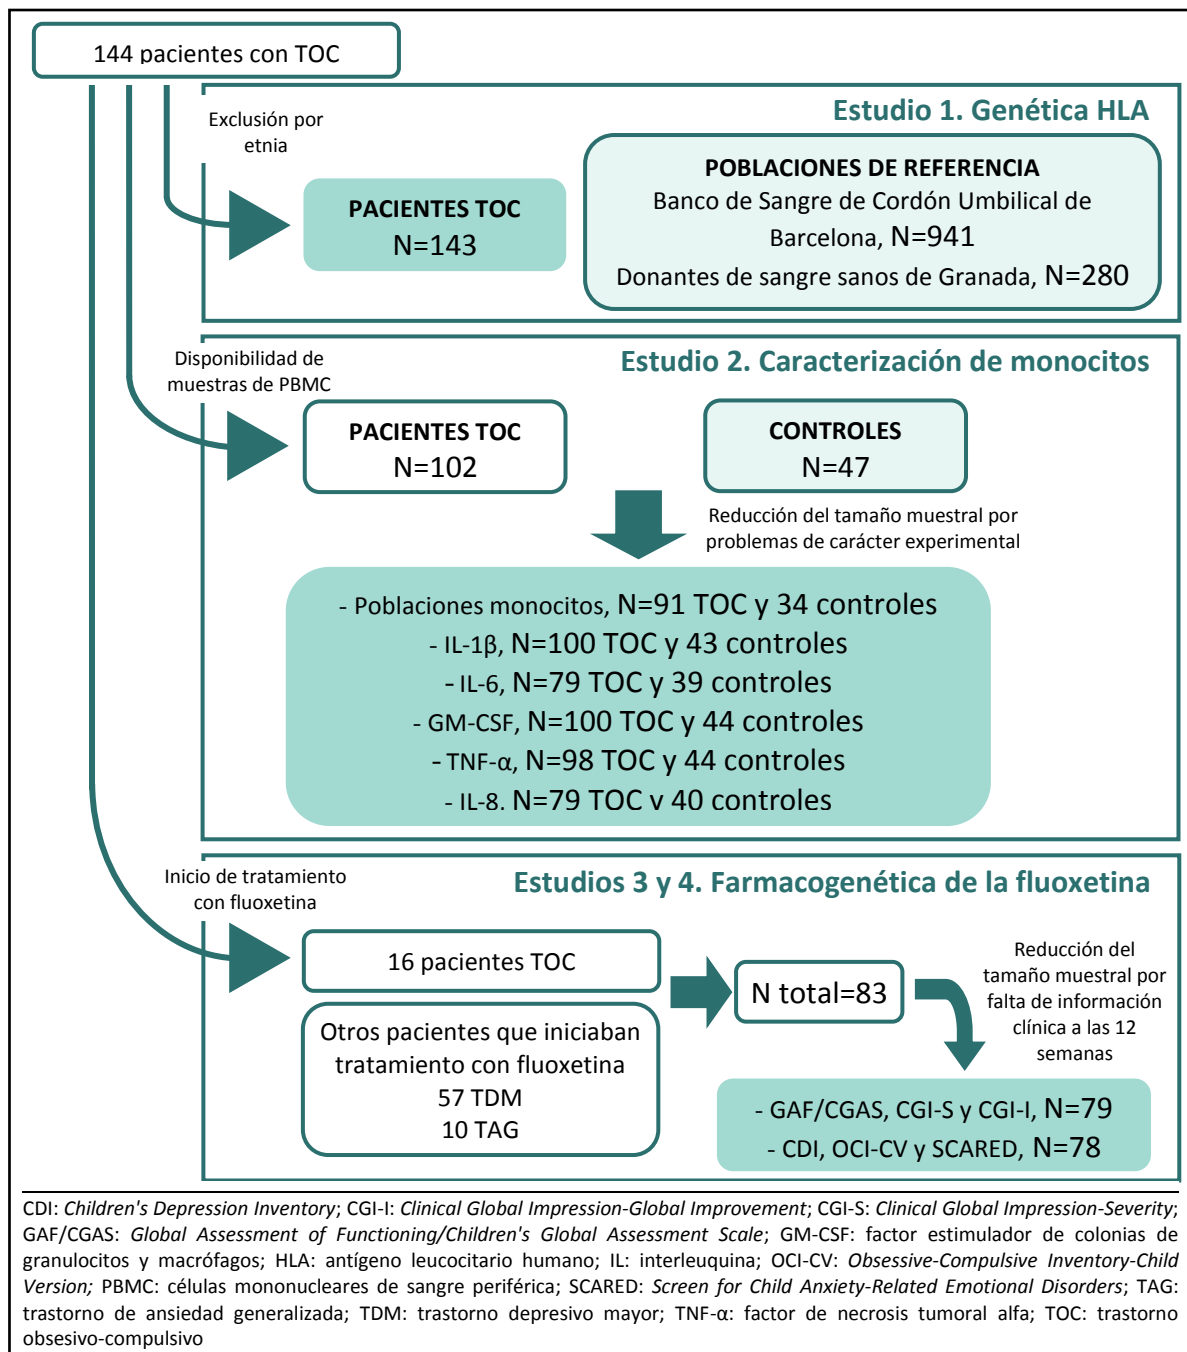 144 pacientes con TOC
Estudio 1. Genética HLA
Exclusión por
etnia
PACIENTES TOC
N=143
POBLACIONES DE REFERENCIA
Banco de Sangre de Cordón Umbilical de
Barcelona, N=941
Donantes de sangre sanos de Granada, N=280
Estudio 2. Caracterización de monocitos
Disponibilidad de
muestras de PBMC
PACIENTES TOC
N=102
CONTROLES
N=47
Reducción del tamaño muestral por
problemas de carácter experimental
- Poblaciones monocitos, N=91 TOC y 34 controles
- IL-1β, N=100 TOC y 43 controles
- IL-6, N=79 TOC y 39 controles
- GM-CSF, N=100 TOC y 44 controles
- TNF-α, N=98 TOC y 44 controles
- IL-8. N=79 TOC y 40 controles
Estudios 3 y 4. Farmacogenética de la fluoxetina
Inicio de tratamiento
con fluoxetina
16 pacientes TOC
Otros pacientes que iniciaban
tratamiento con fluoxetina
57 TDM
10 TAG
N total=83
Reducción del
tamaño muestral por
falta de información
clínica a las 12
semanas
- GAF/CGAS, CGI-S y CGI-I, N=79
- CDI, OCI-CV y SCARED, N=78
CDI: Children's Depression Inventory; CGI-I: Clinical Global Impression-Global Improvement; CGI-S: Clinical Global Impression-Severity;
GAF/CGAS: Global Assessment of Functioning/Children's Global Assessment Scale; GM-CSF: factor estimulador de colonias de
granulocitos y macrófagos; HLA: antígeno leucocitario humano; IL: interleuquina; OCI-CV: Obsessive-Compulsive Inventory-Child
Version; PBMC: células mononucleares de sangre periférica; SCARED: Screen for Child Anxiety-Related Emotional Disorders; TAG:
trastorno de ansiedad generalizada; TDM: trastorno depresivo mayor; TNF-α: factor de necrosis tumoral alfa; TOC: trastorno
obsesivo-compulsivo